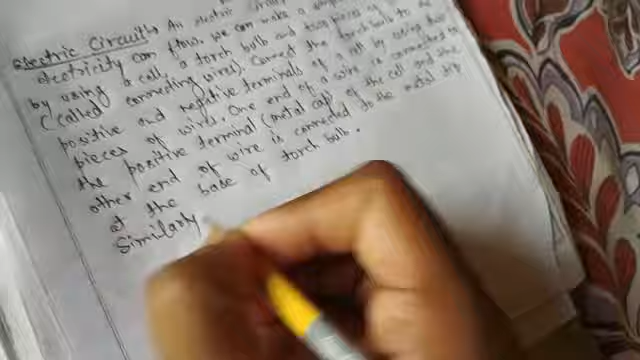 Electric Circuit → An electric
electricity can flow. we can make a
by using a cell, a torch bulb and two pieces of
(called connecting wires). Connect the torch bulb to the
positive and negative terminals of a cell by using two
pieces of wires. One end of a wire is connected to
the positive terminal (metal cap) of the cell and the
other end of wire is connected to the metal tip
at the base of torch bulb.
Similarly